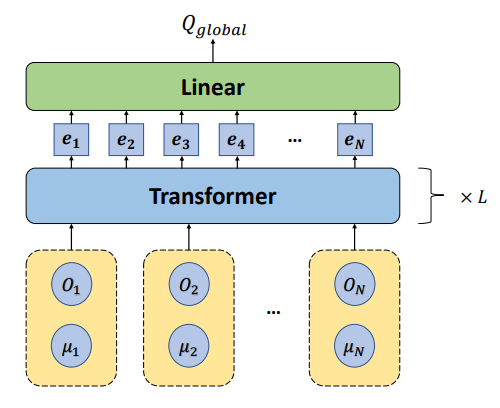 Q_global
Linear
e_1 e_2 e_3 e_4 ... e_N
Transformer × L
O_1 O_2 ... O_N
μ_1 μ_2 μ_N